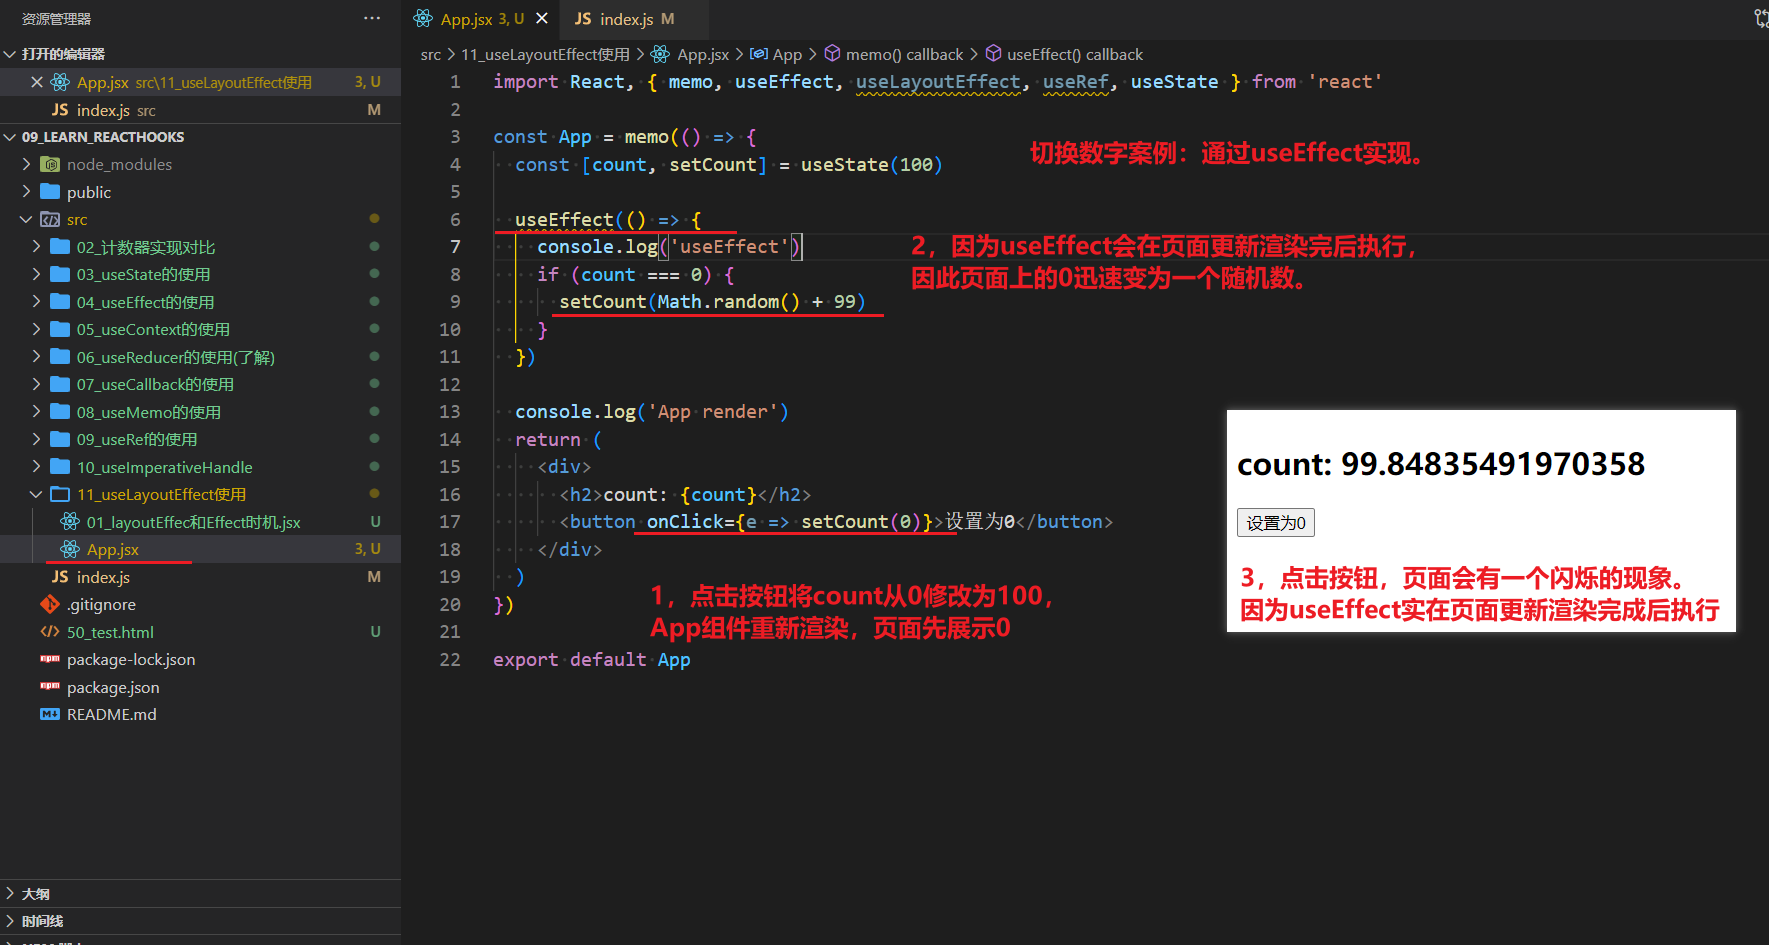 资源管理器 ···
打开的编辑器
App.jsx src\11_useLayoutEffect使用 3, U
JS index.js src M
09_LEARN_REACTHOOKS
node_modules
public
src
02_计数器实现对比
03_useState的使用
04_useEffect的使用
05_useContext的使用
06_useReducer的使用(了解)
07_useCallback的使用
08_useMemo的使用
09_useRef的使用
10_useImperativeHandle
11_useLayoutEffect使用
01_layoutEffec和Effect时机.jsx U
App.jsx 3, U
JS index.js M
.gitignore
50_test.html U
package-lock.json
package.json
README.md
大纲
时间线
App.jsx 3, U
JS index.js M
src > 11_useLayoutEffect使用 > App.jsx > App > memo() callback > useEffect() callback
1 import React, { memo, useEffect, useLayoutEffect, useRef, useState } from 'react'
2
3 const App = memo(() => {
4 const [count, setCount] = useState(100)
5
6 useEffect(() => {
7 console.log('useEffect')
8 if (count === 0) {
9 setCount(Math.random() + 99)
10 }
11 })
12
13 console.log('App render')
14 return (
15 <div>
16 <h2>count: {count}</h2>
17 <button onClick={e => setCount(0)}>设置为0</button>
18 </div>
19 )
20 })
21
22 export default App
切换数字案例：通过useEffect实现。
2，因为useEffect会在页面更新渲染完后执行，
因此页面上的0迅速变为一个随机数。
1，点击按钮将count从0修改为100，
App组件重新渲染，页面先展示0
count: 99.84835491970358
设置为0
3，点击按钮，页面会有一个闪烁的现象。
因为useEffect实在页面更新渲染完成后执行